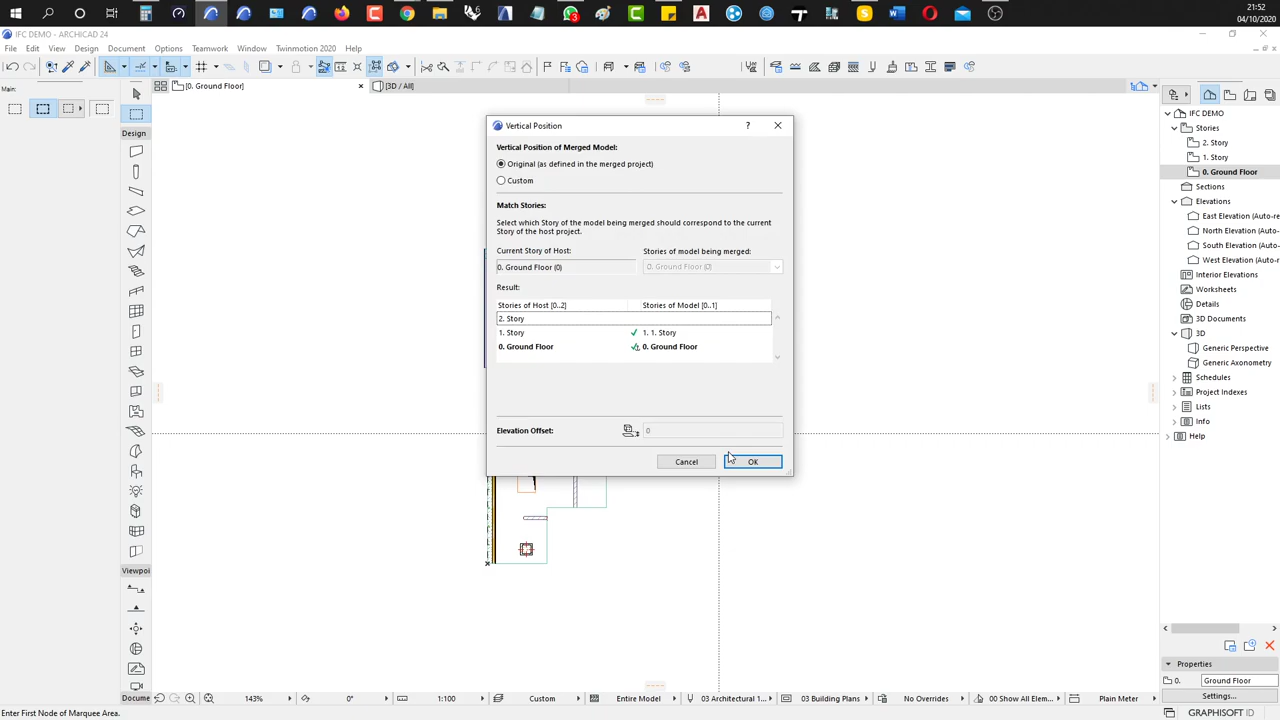 21:52
04/10/2020
IFC DEMO - ARCHICAD 24
File Edit View Design Document Options Teamwork Window Twinmotion 2020 Help
Main:
[0. Ground Floor]
[3D / All]
Design
Viewpoi
Docume
Vertical Position
?
Vertical Position of Merged Model:
Original (as defined in the merged project)
Custom
Match Stories:
Select which Story of the model being merged should correspond to the current
Story of the host project.
Current Story of Host:
Stories of model being merged:
0. Ground Floor (0)
0. Ground Floor (0)
Result:
Stories of Host [0..2]
Stories of Model [0..1]
2. Story
1. Story
1. 1. Story
0. Ground Floor
0. Ground Floor
Elevation Offset:
0
Cancel
OK
IFC DEMO
Stories
2. Story
1. Story
0. Ground Floor
Sections
Elevations
East Elevation (Auto-re
North Elevation (Auto-r
South Elevation (Auto-r
West Elevation (Auto-r
Interior Elevations
Worksheets
Details
3D Documents
3D
Generic Perspective
Generic Axonometry
Schedules
Project Indexes
Lists
Info
Help
Properties
0.
Ground Floor
Settings...
GRAPHISOFT ID
143%
0°
1:100
Custom
Entire Model
03 Architectural 1...
03 Building Plans
No Overrides
00 Show All Elem...
Plain Meter
Enter First Node of Marquee Area.